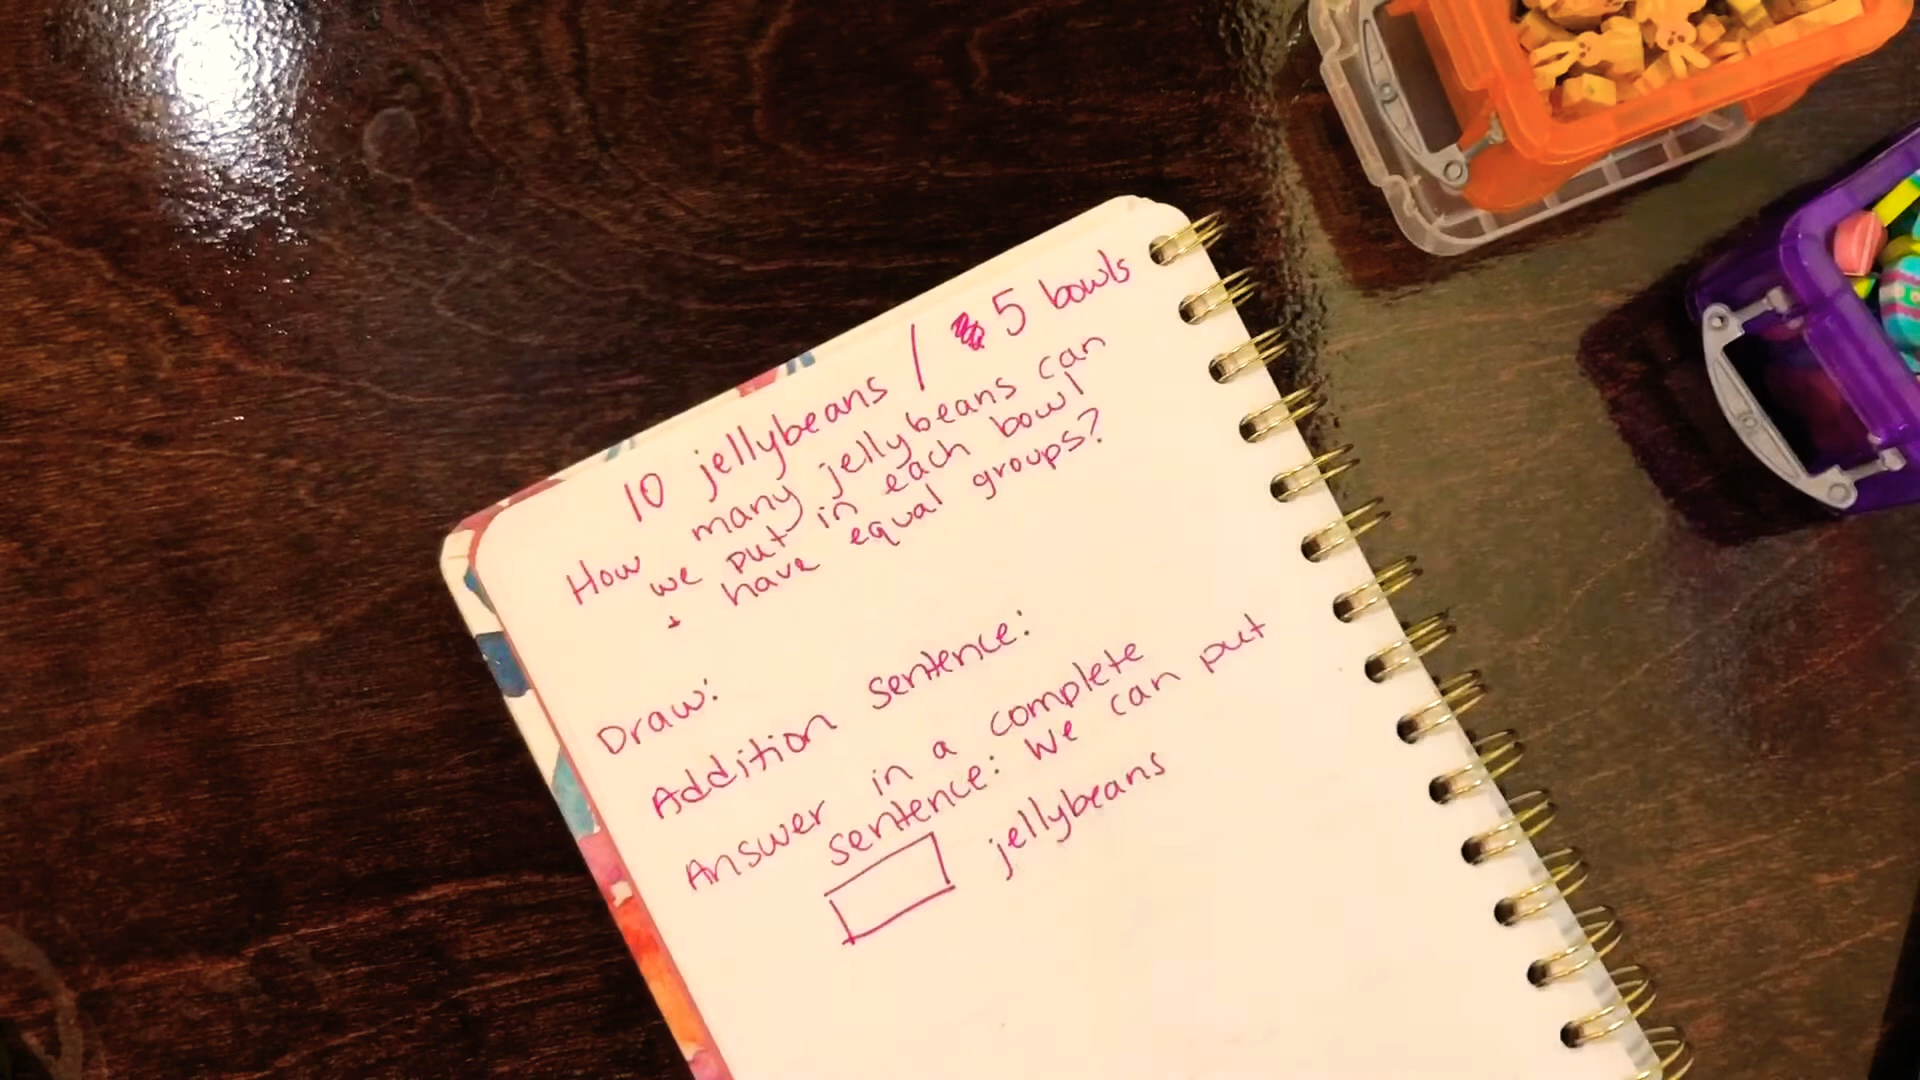 10 jellybeans / 5 bowls
How many jellybeans can
we put in each bowl
+ have equal groups?
Draw:
Addition sentence:
Answer in a complete
sentence: We can put
jellybeans